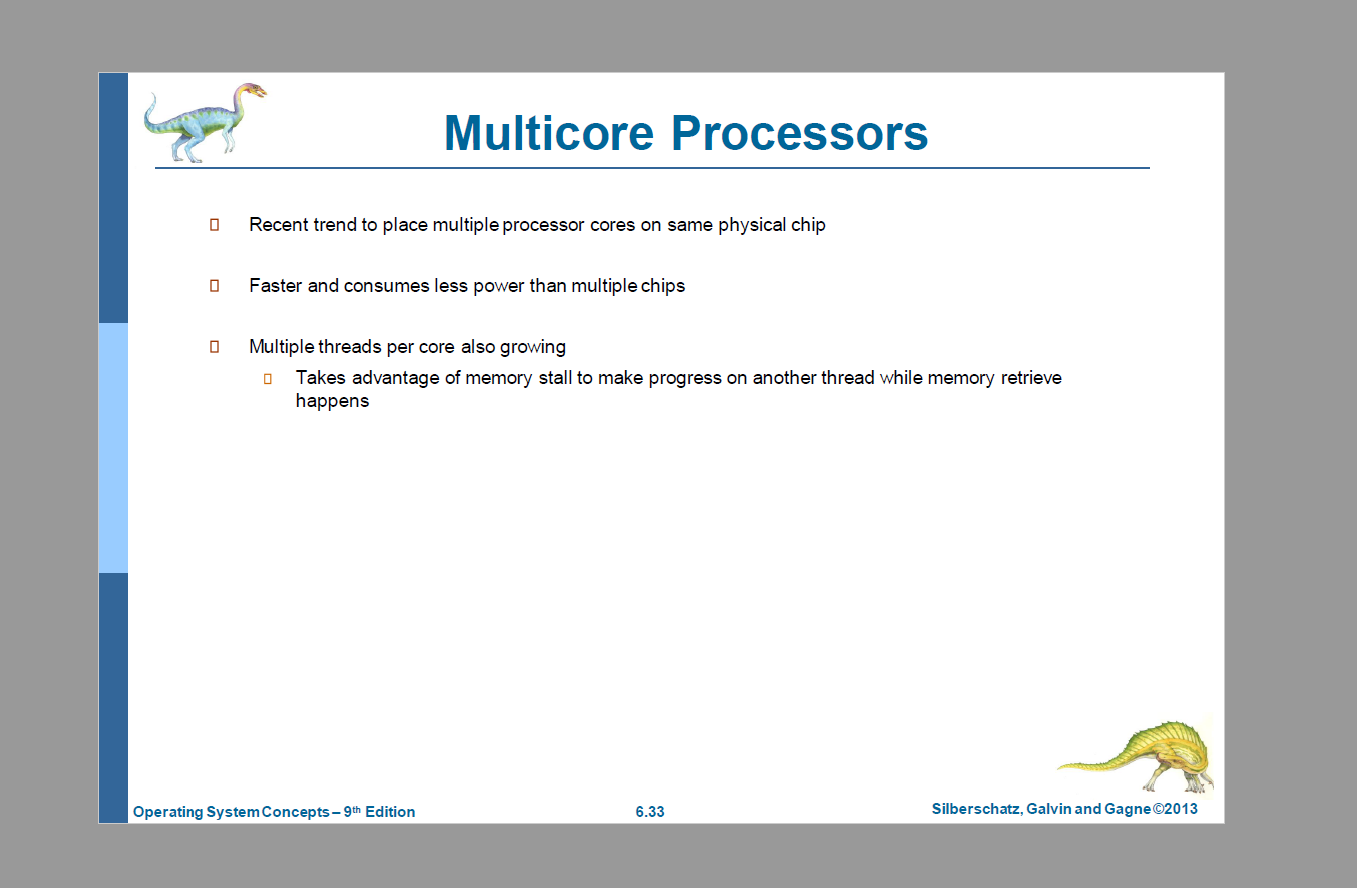 Multicore Processors
Recent trend to place multiple processor cores on same physical chip
Faster and consumes less power than multiple chips
Multiple threads per core also growing
Takes advantage of memory stall to make progress on another thread while memory retrieve
happens
Operating System Concepts – 9th Edition
6.33
Silberschatz, Galvin and Gagne ©2013